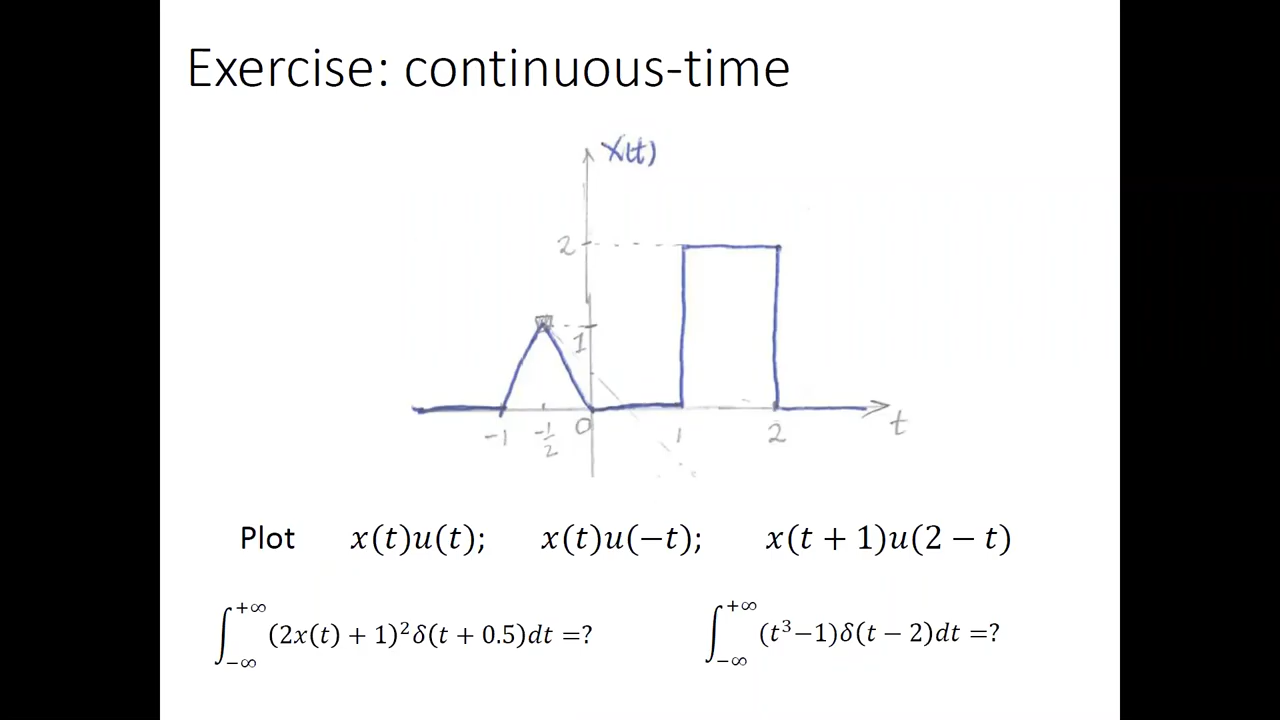 Exercise: continuous-time
x(t)
2
1
-1 -1/2 0 1 2 t
Plot x(t)u(t); x(t)u(−t); x(t + 1)u(2 − t)
∫_{−∞}^{+∞} (2x(t) + 1)²δ(t + 0.5)dt =? ∫_{−∞}^{+∞} (t³−1)δ(t − 2)dt =?